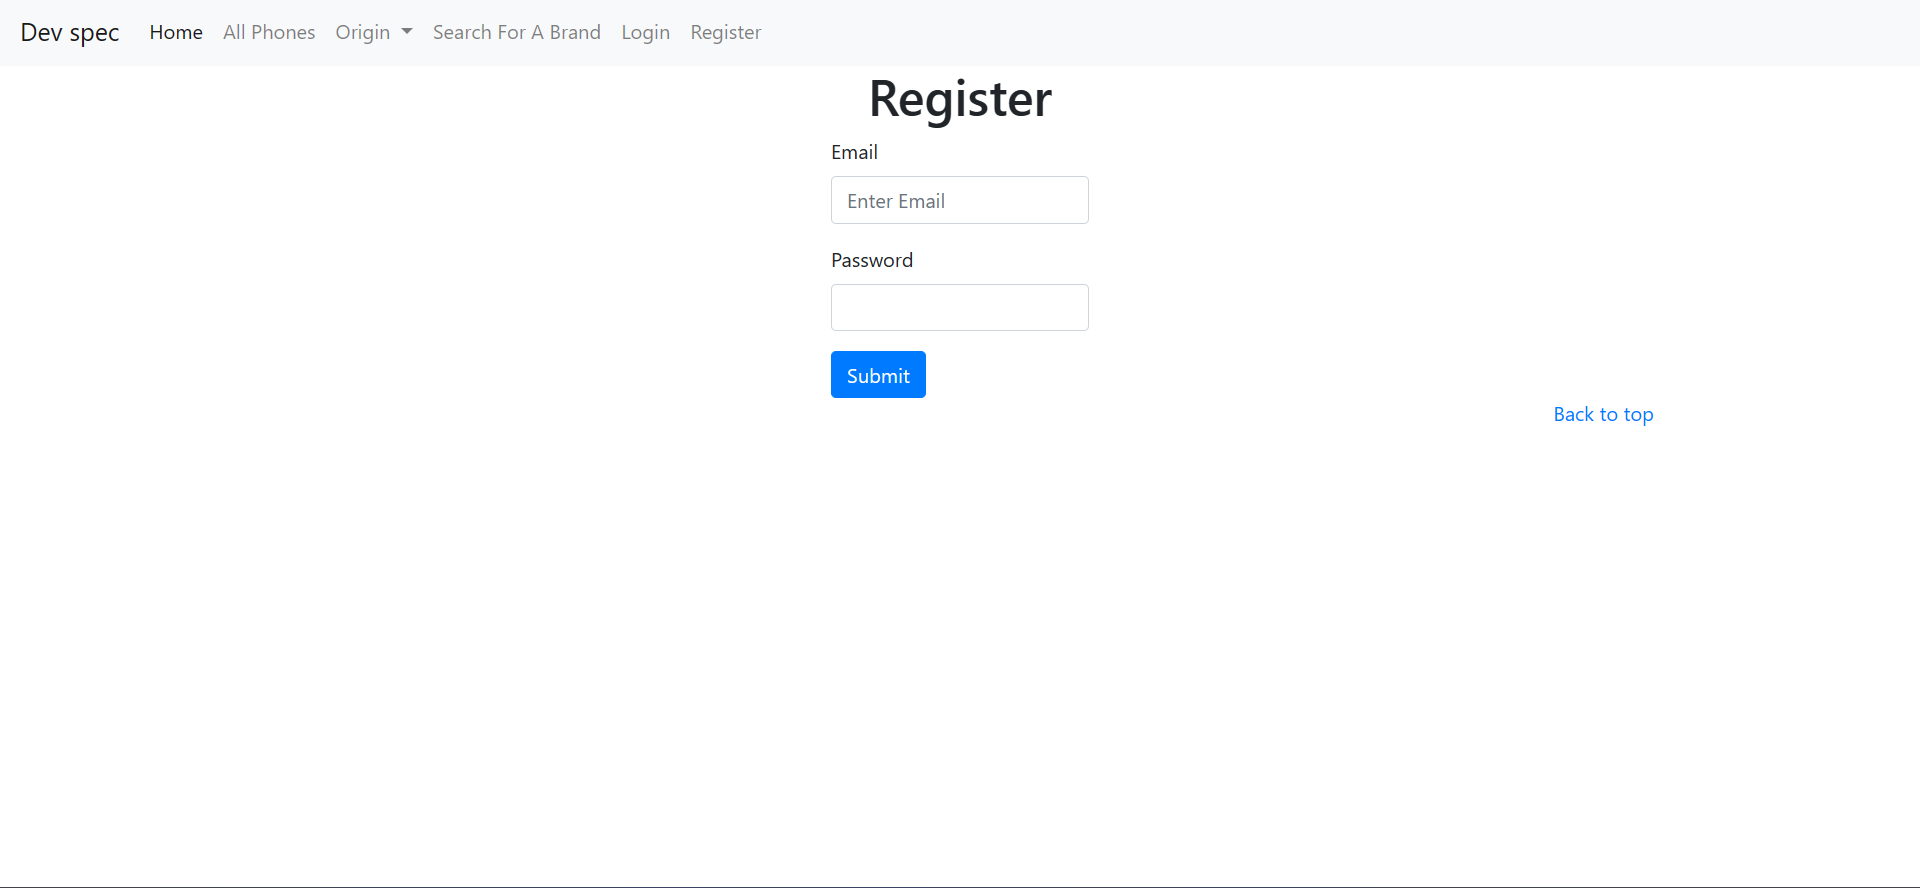 Dev spec Home All Phones Origin Search For A Brand Login Register
Register
Email
Enter Email
Password
Submit
Back to top